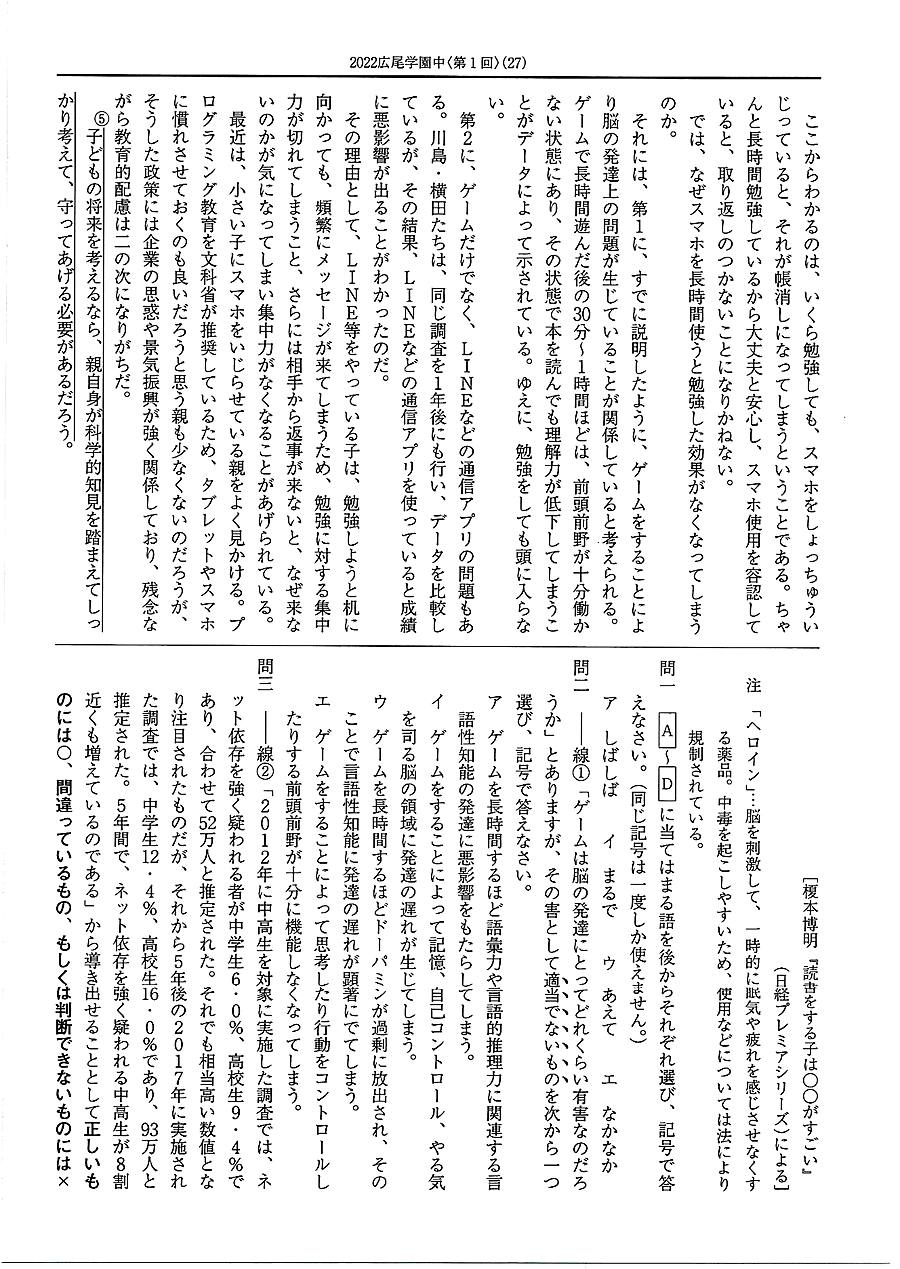 2022広尾学園中〈第1回〉(27)
ここからわかるのは、いくら勉強しても、スマホをしょっちゅうい
じっていると、それが帳消しになってしまうということである。ちゃ
んと長時間勉強しているから大丈夫と安心し、スマホ使用を容認して
いると、取り返しのつかないことになりかねない。
では、なぜスマホを長時間使うと勉強した効果がなくなってしまう
のか。
それには、第1に、すでに説明したように、ゲームをすることによ
り脳の発達上の問題が生じていることが関係していると考えられる。
ゲームで長時間遊んだ後の30分～1時間ほどは、前頭前野が十分働か
ない状態にあり、その状態で本を読んでも理解力が低下してしまうこ
とがデータによって示されている。ゆえに、勉強をしても頭に入らな
い。
第2に、ゲームだけでなく、LINEなどの通信アプリの問題もあ
る。川島・横田たちは、同じ調査を1年後にも行い、データを比較し
ているが、その結果、LINEなどの通信アプリを使っていると成績
に悪影響が出ることがわかったのだ。
その理由として、LINE等をやっている子は、勉強しようと机に
向かっても、頻繁にメッセージが来てしまうため、勉強に対する集中
力が切れてしまうこと、さらには相手から返事が来ないと、なぜ来な
いのかが気になってしまい集中力がなくなることがあげられている。
最近は、小さい子にスマホをいじらせている親をよく見かける。プ
ログラミング教育を文科省が推奨しているため、タブレットやスマホ
に慣れさせておくのも良いだろうと思う親も少なくないのだろうが、
そうした政策には企業の思惑や景気振興が強く関係しており、残念な
がら教育的配慮は二の次になりがちだ。
⑤子どもの将来を考えるなら、親自身が科学的知見を踏まえてしっ
かり考えて、守ってあげる必要があるだろう。
［榎本博明『読書をする子は〇〇がすごい』
（日経プレミアシリーズ）による］
注 「ヘロイン」…脳を刺激して、一時的に眠気や疲れを感じさせなくす
る薬品。中毒を起こしやすいため、使用などについては法により
規制されている。
問一 A～Dに当てはまる語を後からそれぞれ選び、記号で答
えなさい。（同じ記号は一度しか使えません。）
ア しばしば イ まるで ウ あえて エ なかなか
問二 ――線①「ゲームは脳の発達にとってどれくらい有害なのだろ
うか」とありますが、その害として適当でないものを次から一つ
選び、記号で答えなさい。
ア ゲームを長時間するほど語彙力や言語的推理力に関連する言
語性知能の発達に悪影響をもたらしてしまう。
イ ゲームをすることによって記憶、自己コントロール、やる気
を司る脳の領域に発達の遅れが生じてしまう。
ウ ゲームを長時間するほどドーパミンが過剰に放出され、その
ことで言語性知能に発達の遅れが顕著にでてしまう。
エ ゲームをすることによって思考したり行動をコントロールし
たりする前頭前野が十分に機能しなくなってしまう。
問三 ――線②「2012年に中高生を対象に実施した調査では、ネ
ット依存を強く疑われる者が中学生6・0％、高校生9・4％で
あり、合わせて52万人と推定された。それでも相当高い数値とな
り注目されたものだが、それから5年後の2017年に実施され
た調査では、中学生12・4％、高校生16・0％であり、93万人と
推定された。5年間で、ネット依存を強く疑われる中高生が8割
近くも増えているのである」から導き出せることとして正しいも
のには〇、間違っているもの、もしくは判断できないものには×